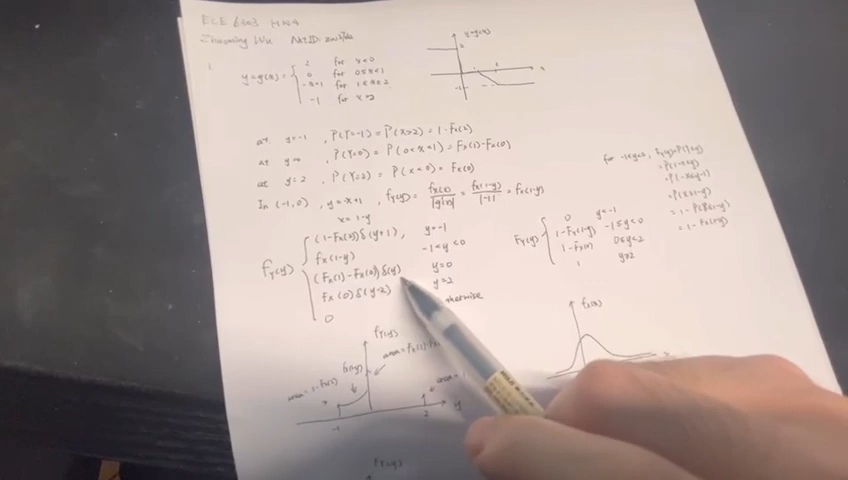 ECE 6303 HW4
1.
y=g(x)= { 2 for x<0
0 for 0≤x<1
-x+1 for 1≤x≤2
-1 for x>2
y=g(x)
at y=-1 , P(Y=-1) = P(X>2) = 1-Fx(2)
at y=0 , P(Y=0) = P(0<x<1) = Fx(1)-Fx(0)
at y=2 , P(Y=2) = P(x<0) = Fx(0)
In (-1,0) , y=-x+1 , fY(y) = fx(x)/|g'(x)| = fx(1-y)/|-1| = fx(1-y)
x = 1-y
fY(y) { (1-Fx(2))δ(y+1) , y=-1
fx(1-y) -1<y<0
(Fx(1)-Fx(0))δ(y) y=0
Fx(0)δ(y-2) y=2
0 otherwise
for -1≤y<0,
= 1-Fx(1-y)
FY(y) { 0 y<-1
1-Fx(1-y) -1≤y<0
1-Fx(0) 0≤y<2
1 y≥2
fY(y)
area = 1-Fx(2)
-1
2
y
fx(x)
FY(y)